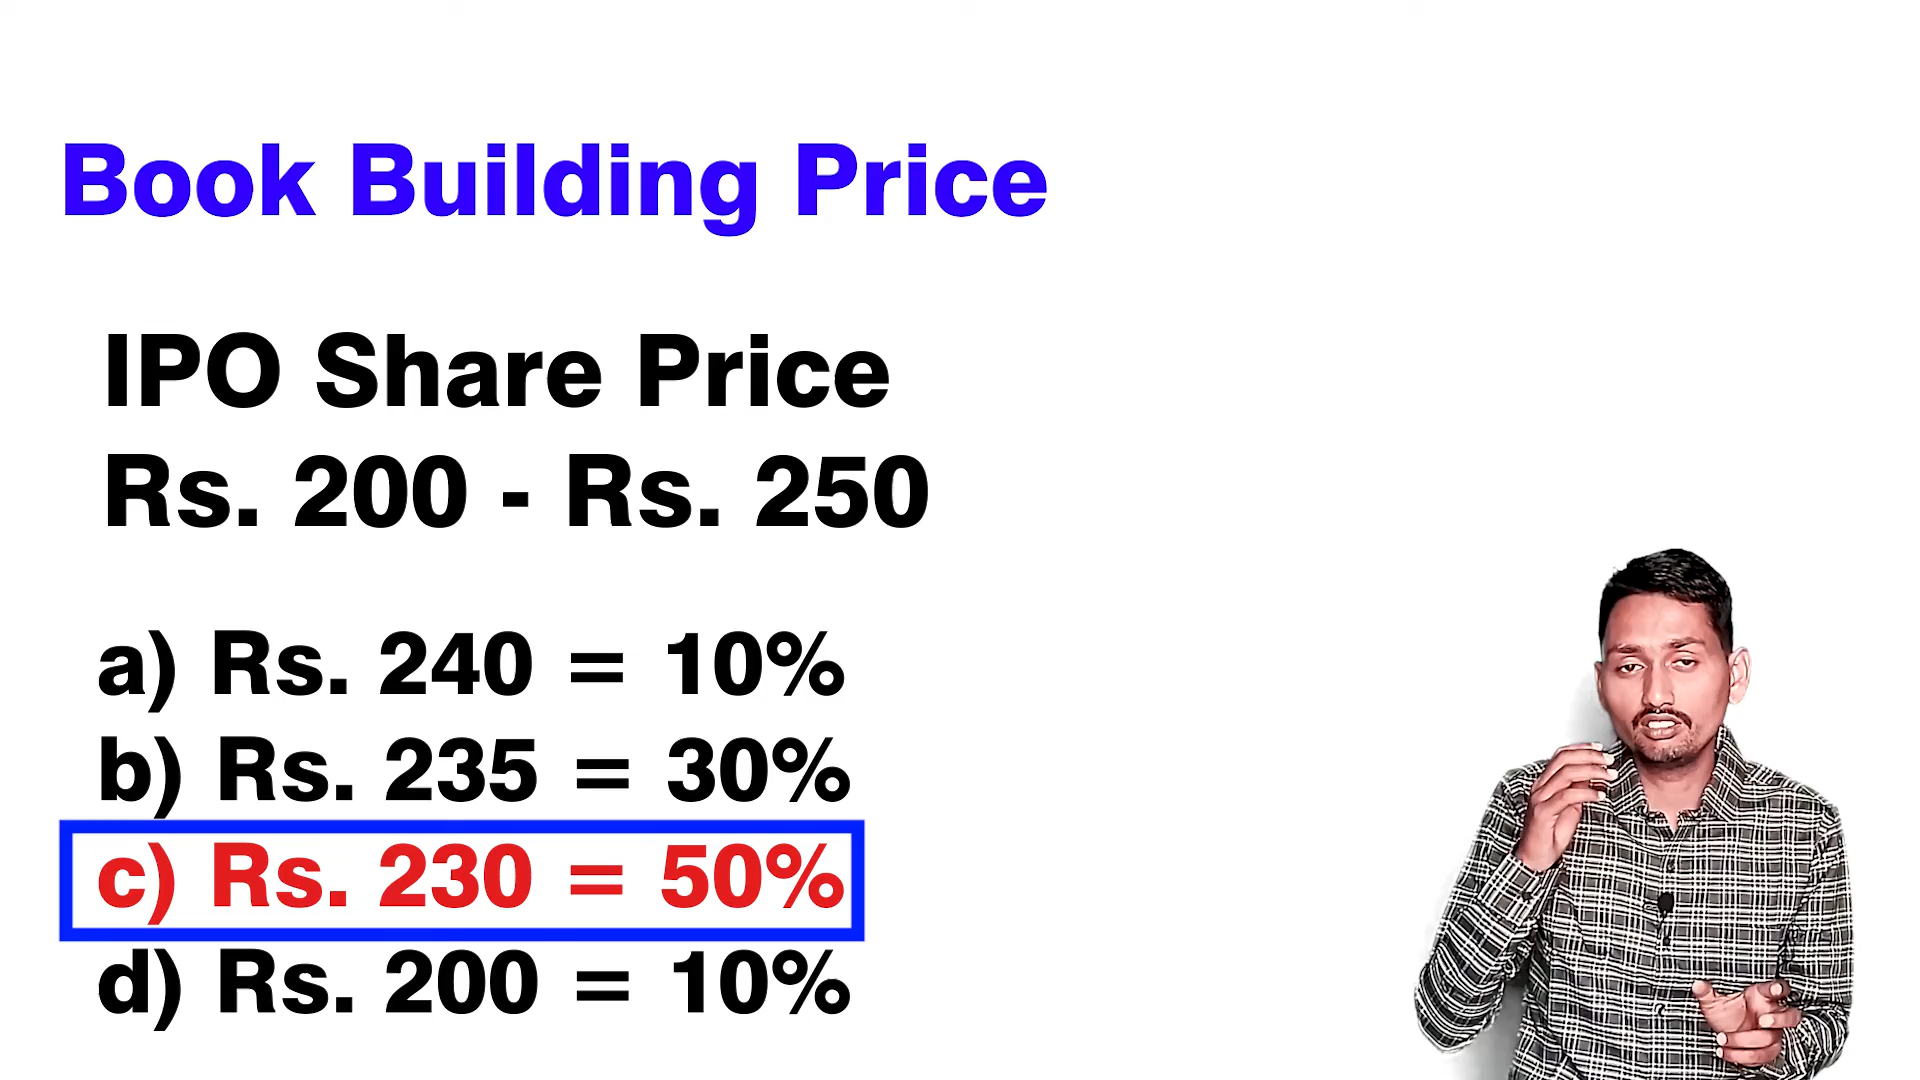 Book Building Price
IPO Share Price
Rs. 200 - Rs. 250
a) Rs. 240 = 10%
b) Rs. 235 = 30%
c) Rs. 230 = 50%
d) Rs. 200 = 10%